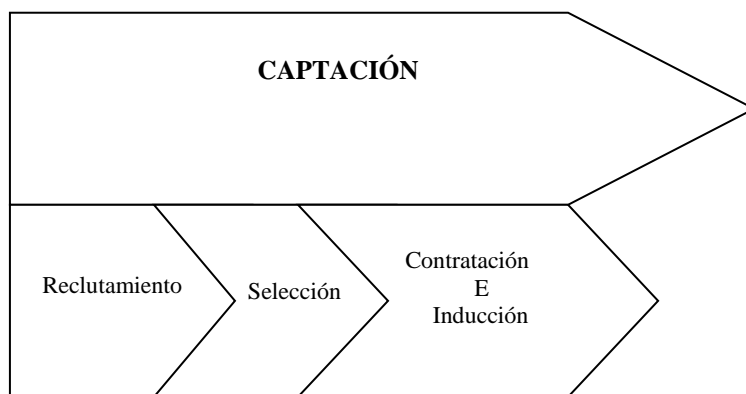 CAPTACIÓN
Reclutamiento
Selección
Contratación
E
Inducción